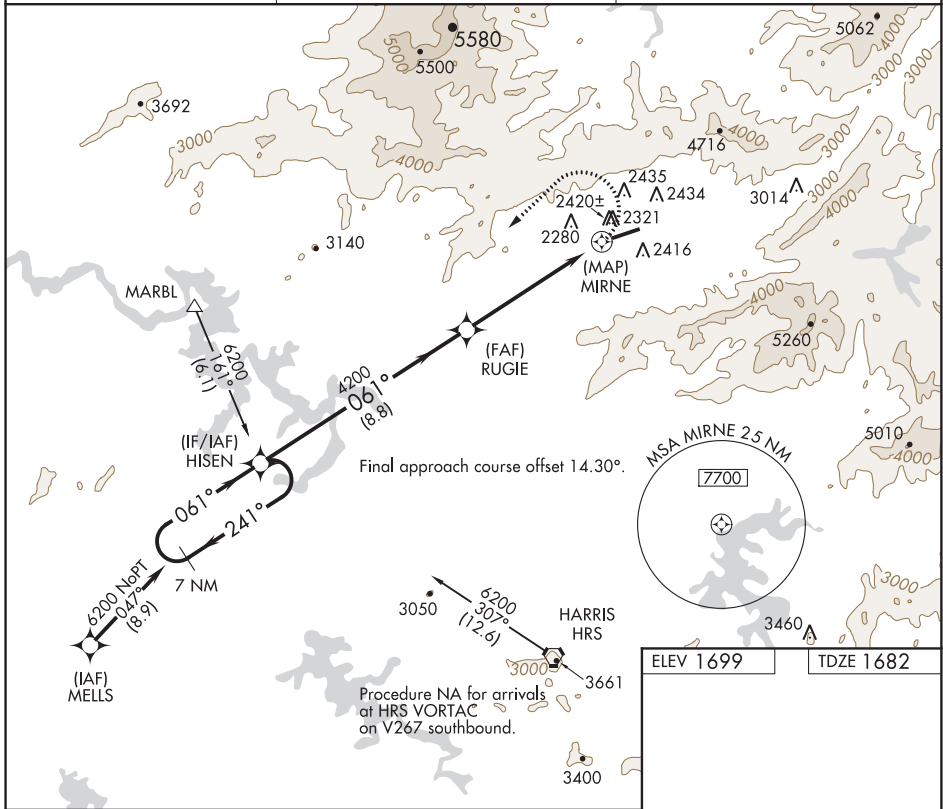 5580
5500
5000
5062
4000
3000
3000
3692
3000
4000
4716
4000
3000
2435
2434
3014
3000
4000
2420±
2321
2280
2416
3140
(MAP)
MIRNE
MARBL
6200
161°
(6.1)
4000
5260
(FAF)
RUGIE
4200
061°
(8.8)
(IF/IAF)
HISEN
Final approach course offset 14.30°.
MSA MIRNE 25 NM
7700
5010
4000
061°
241°
7 NM
6200 NoPT
047°
(8.9)
(IAF)
MELLS
3050
6200
307°
(12.6)
HARRIS
HRS
3000
3661
3000
3460
Procedure NA for arrivals
at HRS VORTAC
on V267 southbound.
ELEV 1699
TDZE 1682
3400